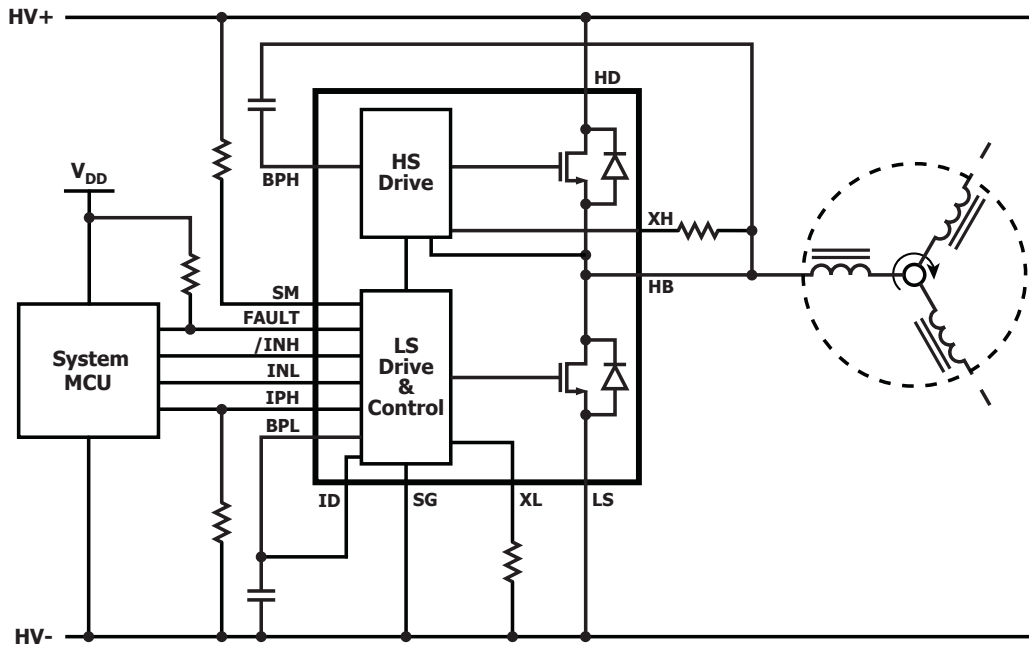 HV+
HD
HS
Drive
BPH
V_DD
XH
HB
SM
FAULT
/INH
INL
IPH
BPL
System
MCU
LS
Drive
&
Control
ID
SG
XL
LS
HV-